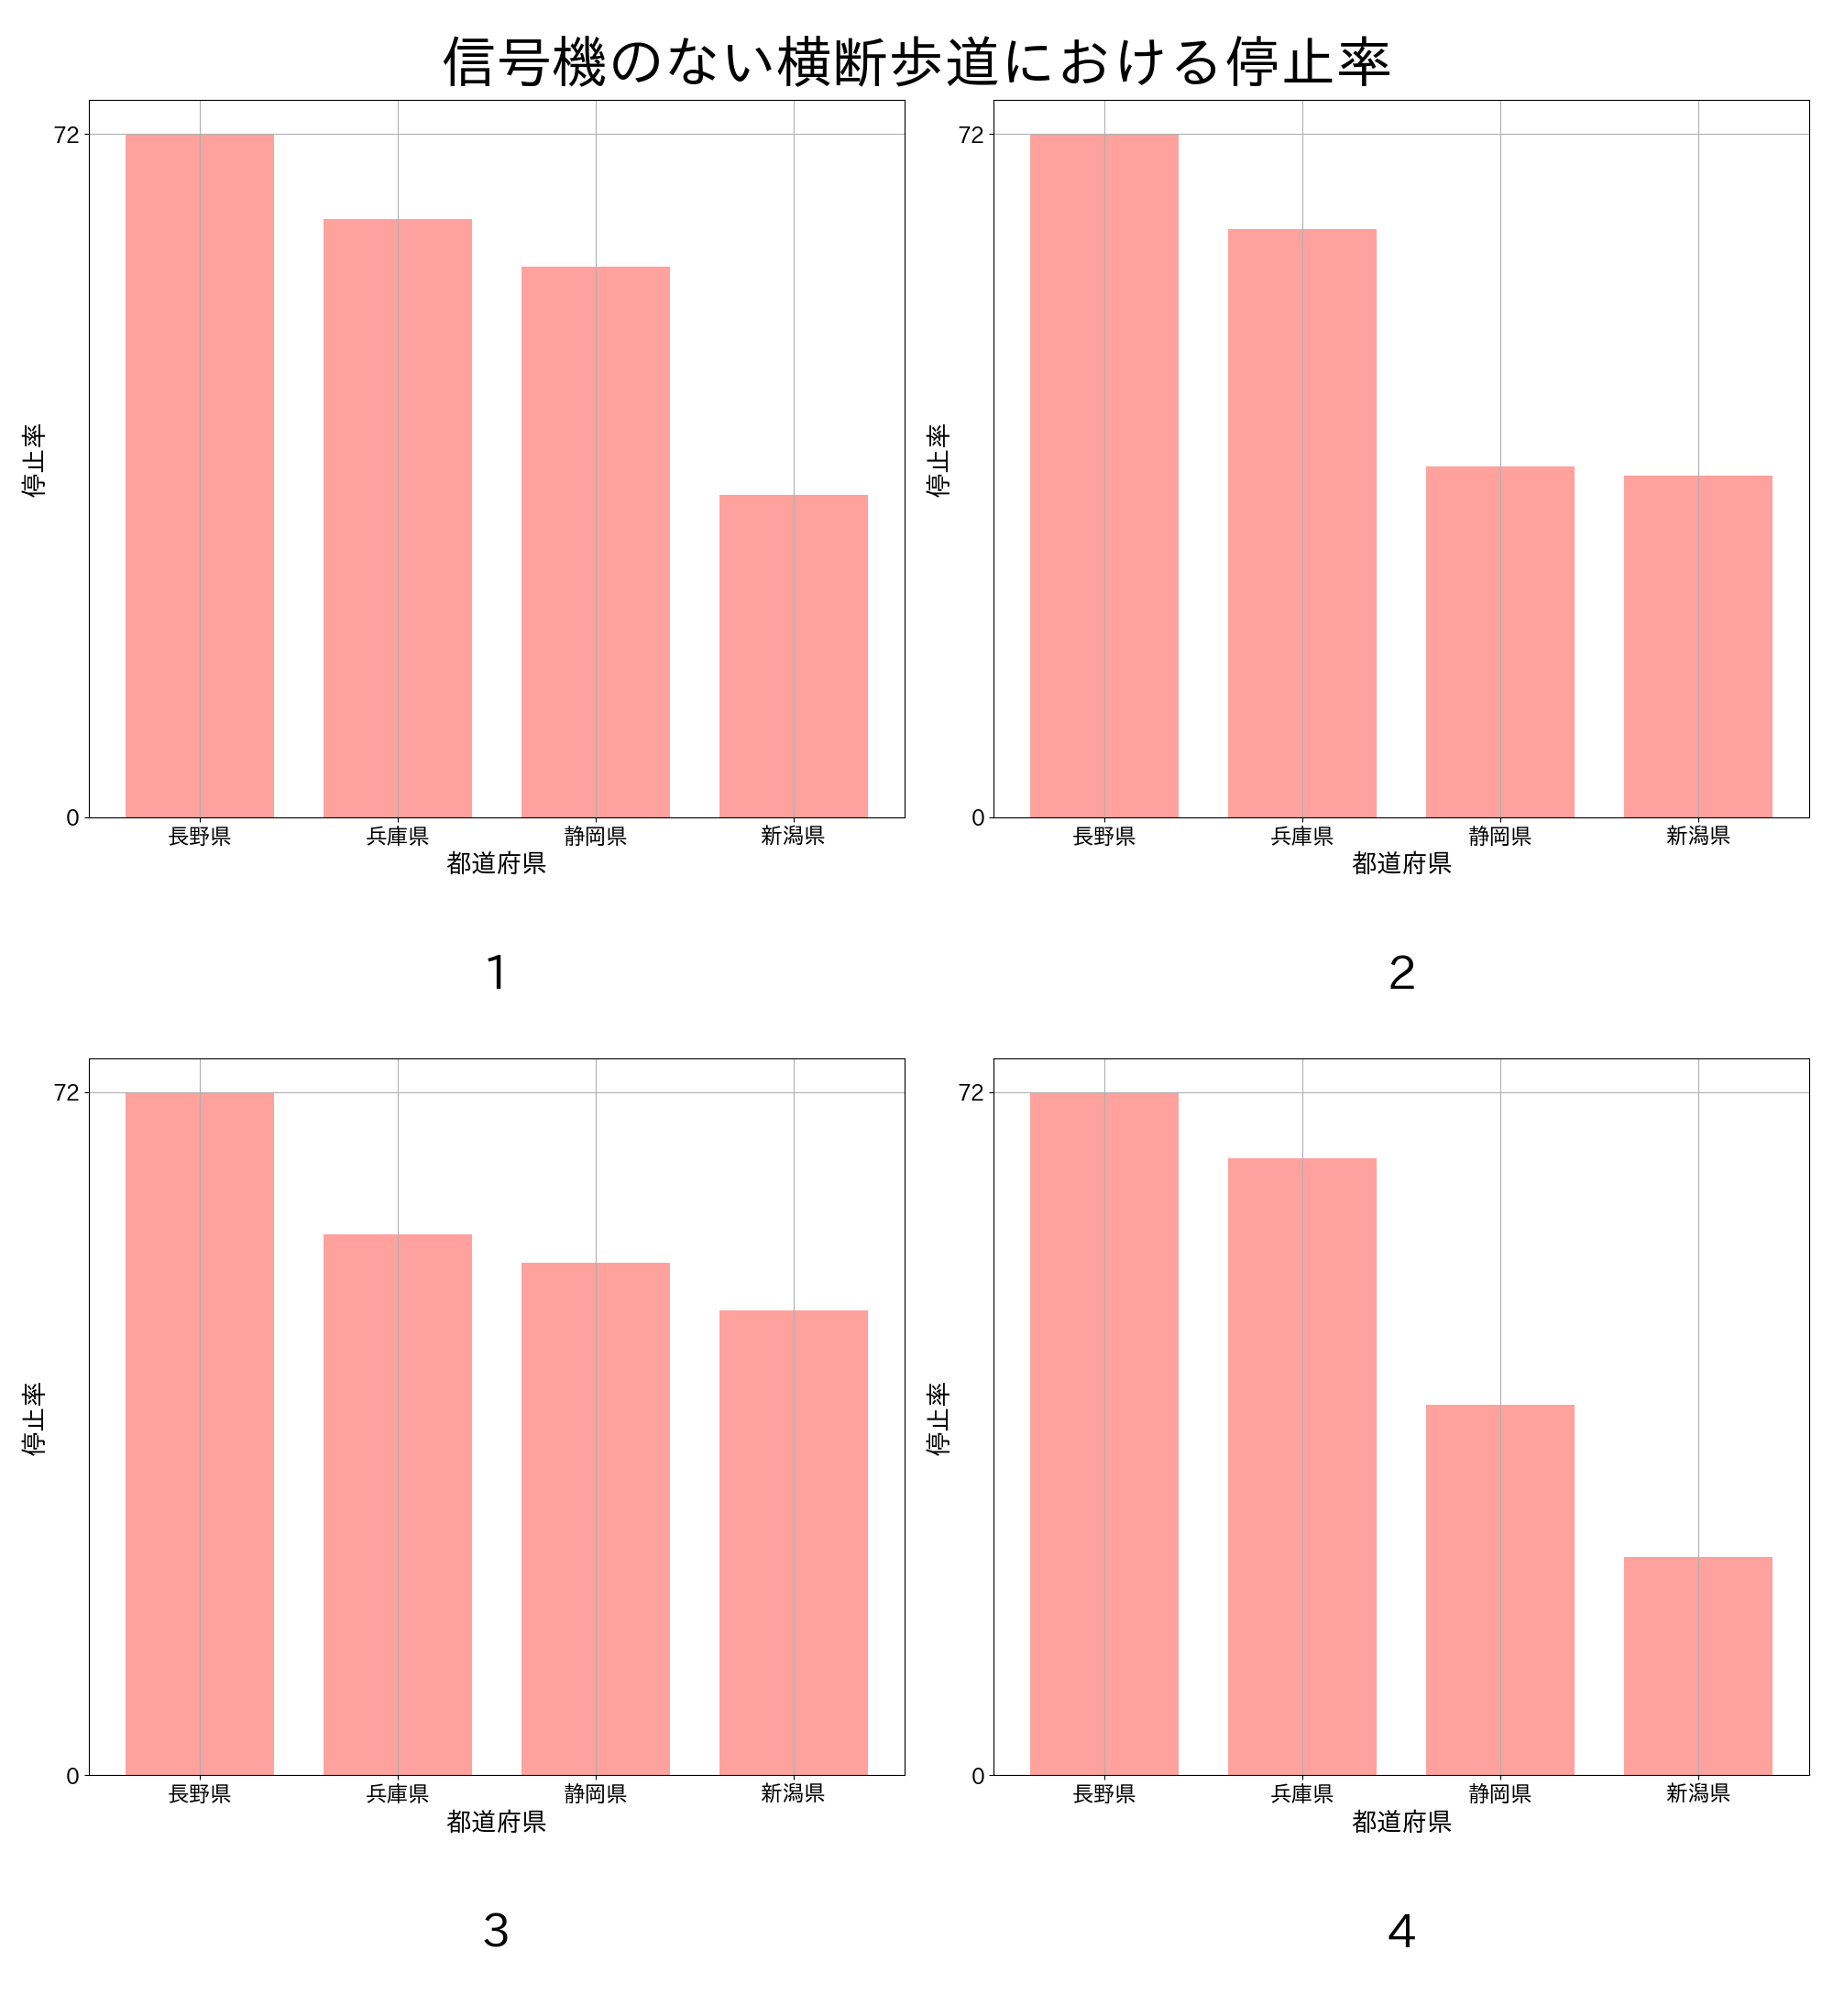 信号機のない横断歩道における停止率
72
0
停止率
長野県 兵庫県 静岡県 新潟県
都道府県
1
72
0
停止率
長野県 兵庫県 静岡県 新潟県
都道府県
2
72
0
停止率
長野県 兵庫県 静岡県 新潟県
都道府県
3
72
0
停止率
長野県 兵庫県 静岡県 新潟県
都道府県
4